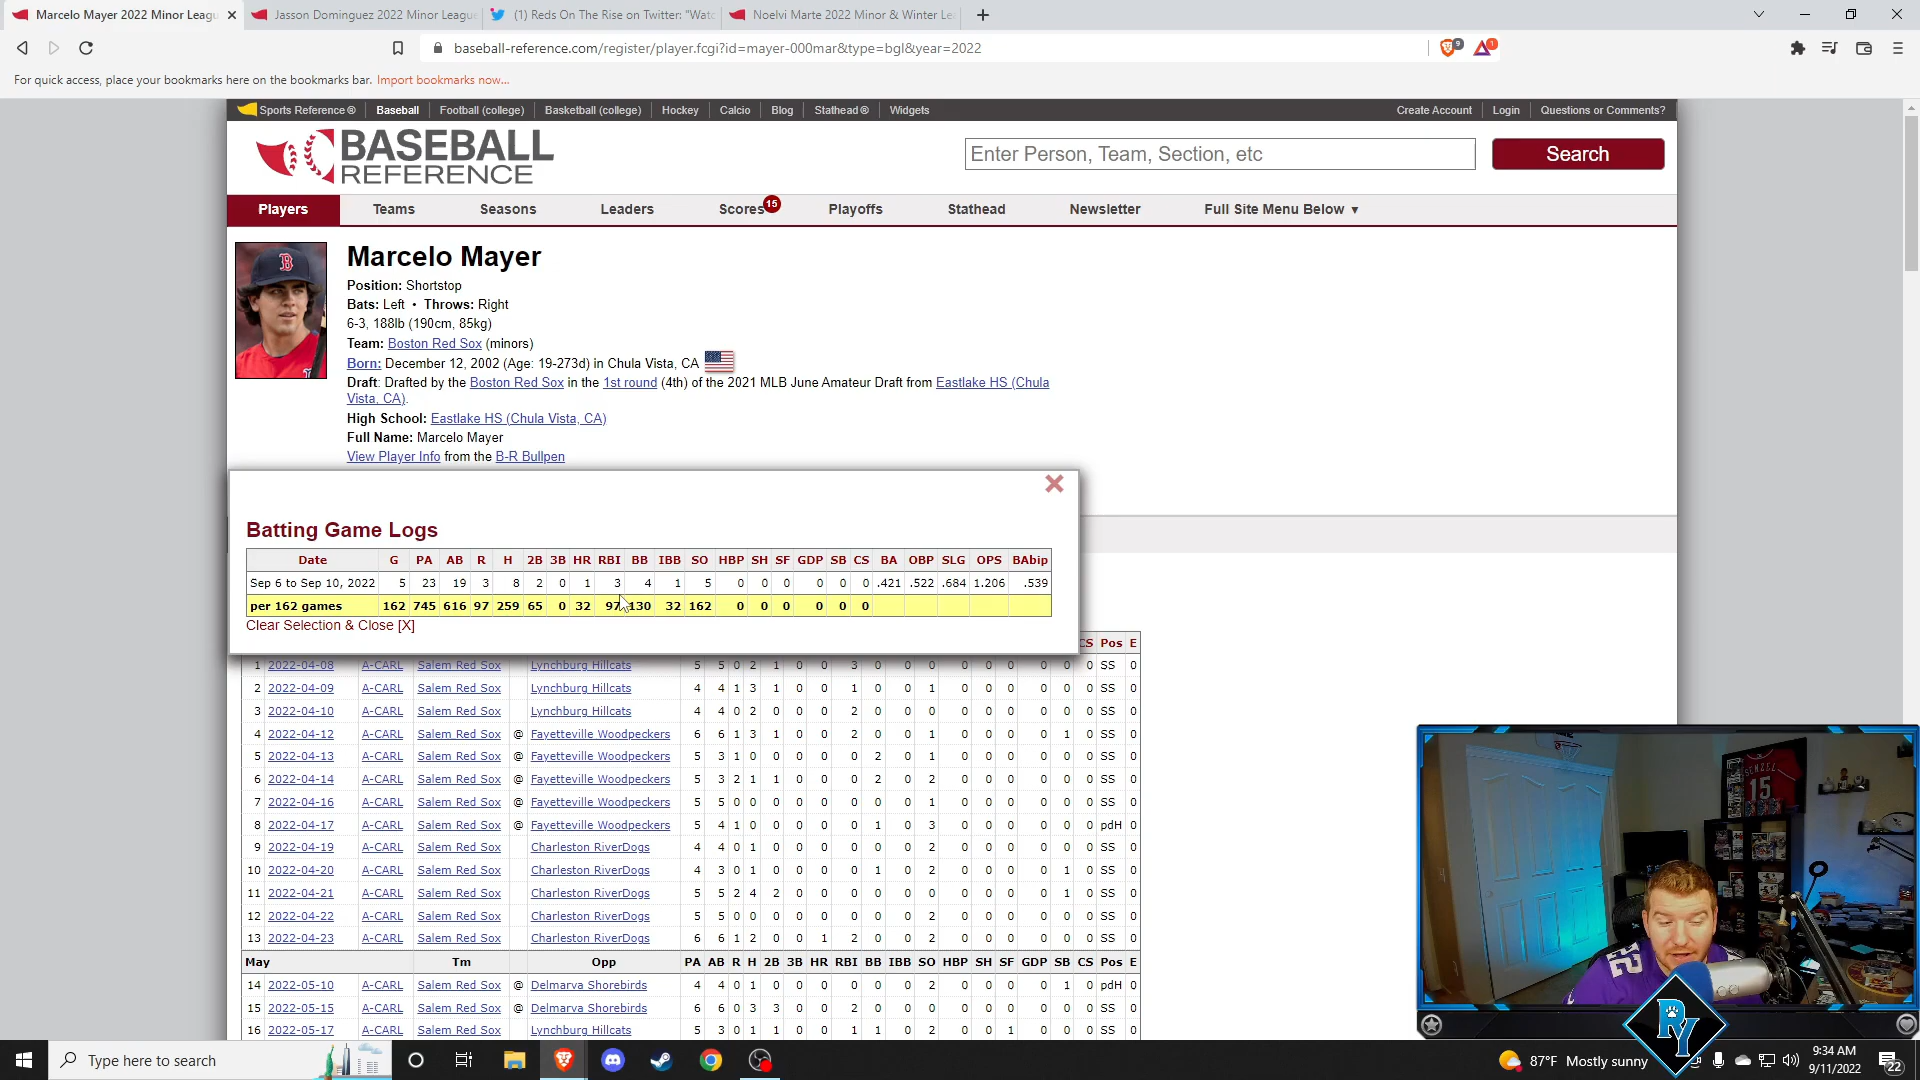 Marcelo Mayer 2022 Minor Leagu
Jasson Dominguez 2022 Minor League
(1) Reds On The Rise on Twitter: "Wat
Noelvi Marte 2022 Minor & Winter Le
baseball-reference.com/register/player.fcgi?id=mayer-000mar&type=bgl&year=2022
9
1
For quick access, place your bookmarks here on the bookmarks bar. Import bookmarks now...
Sports Reference® Baseball Football (college) Basketball (college) Hockey Calcio Blog Stathead® Widgets Create Account Login Questions or Comments?
BASEBALL
REFERENCE
Enter Person, Team, Section, etc
Search
Players Teams Seasons Leaders Scores 15 Playoffs Stathead Newsletter Full Site Menu Below ▼
Marcelo Mayer
Position: Shortstop
Bats: Left • Throws: Right
6-3, 188lb (190cm, 85kg)
Team: Boston Red Sox (minors)
Born: December 12, 2002 (Age: 19-273d) in Chula Vista, CA
Draft: Drafted by the Boston Red Sox in the 1st round (4th) of the 2021 MLB June Amateur Draft from Eastlake HS (Chula
Vista, CA).
High School: Eastlake HS (Chula Vista, CA)
Full Name: Marcelo Mayer
View Player Info from the B-R Bullpen
Batting Game Logs
Date G PA AB R H 2B 3B HR RBI BB IBB SO HBP SH SF GDP SB CS BA OBP SLG OPS BAbip
Sep 6 to Sep 10, 2022 5 23 19 3 8 2 0 1 3 4 1 5 0 0 0 0 0 0 .421 .522 .684 1.206 .539
per 162 games 162 745 616 97 259 65 0 32 97 130 32 162 0 0 0 0 0 0
Clear Selection & Close [X]
CS Pos E
1 2022-04-08 A-CARL Salem Red Sox Lynchburg Hillcats 5 5 0 2 1 0 0 3 0 0 0 0 0 0 0 0 0 SS 0
2 2022-04-09 A-CARL Salem Red Sox Lynchburg Hillcats 4 4 1 3 1 0 0 1 0 0 1 0 0 0 0 0 0 SS 0
3 2022-04-10 A-CARL Salem Red Sox Lynchburg Hillcats 4 4 0 2 0 0 0 2 0 0 0 0 0 0 0 0 0 SS 0
4 2022-04-12 A-CARL Salem Red Sox @ Fayetteville Woodpeckers 6 6 1 3 1 0 0 2 0 0 1 0 0 0 0 1 0 SS 0
5 2022-04-13 A-CARL Salem Red Sox @ Fayetteville Woodpeckers 5 3 1 0 0 0 0 0 2 0 1 0 0 0 0 0 0 SS 0
6 2022-04-14 A-CARL Salem Red Sox @ Fayetteville Woodpeckers 5 3 2 1 1 0 0 0 2 0 2 0 0 0 0 0 0 SS 0
7 2022-04-16 A-CARL Salem Red Sox @ Fayetteville Woodpeckers 5 5 0 0 0 0 0 0 0 0 1 0 0 0 0 0 0 SS 0
8 2022-04-17 A-CARL Salem Red Sox @ Fayetteville Woodpeckers 5 4 1 0 0 0 0 0 1 0 3 0 0 0 0 0 0 pdH 0
9 2022-04-19 A-CARL Salem Red Sox Charleston RiverDogs 4 4 0 1 0 0 0 0 0 0 2 0 0 0 0 0 0 SS 0
10 2022-04-20 A-CARL Salem Red Sox Charleston RiverDogs 4 3 0 1 0 0 0 0 1 0 2 0 0 0 0 1 0 SS 0
11 2022-04-21 A-CARL Salem Red Sox Charleston RiverDogs 5 5 2 4 2 0 0 0 0 0 0 0 0 0 0 1 0 SS 0
12 2022-04-22 A-CARL Salem Red Sox Charleston RiverDogs 5 5 0 0 0 0 0 0 0 0 2 0 0 0 0 0 0 SS 0
13 2022-04-23 A-CARL Salem Red Sox Charleston RiverDogs 6 6 1 2 0 0 1 2 0 0 2 0 0 0 0 0 0 SS 0
May Tm Opp PA AB R H 2B 3B HR RBI BB IBB SO HBP SH SF GDP SB CS Pos E
14 2022-05-10 A-CARL Salem Red Sox @ Delmarva Shorebirds 4 4 0 1 0 0 0 0 0 0 2 0 0 0 0 1 0 pdH 0
15 2022-05-15 A-CARL Salem Red Sox @ Delmarva Shorebirds 6 6 0 3 3 0 0 2 0 0 0 0 0 0 0 0 0 SS 0
16 2022-05-17 A-CARL Salem Red Sox Lynchburg Hillcats 5 3 0 1 1 0 0 1 1 0 2 0 0 1 0 0 0 SS 0
SENZEL
15
22
RY
Type here to search
87°F Mostly sunny
9:34 AM
9/11/2022
22